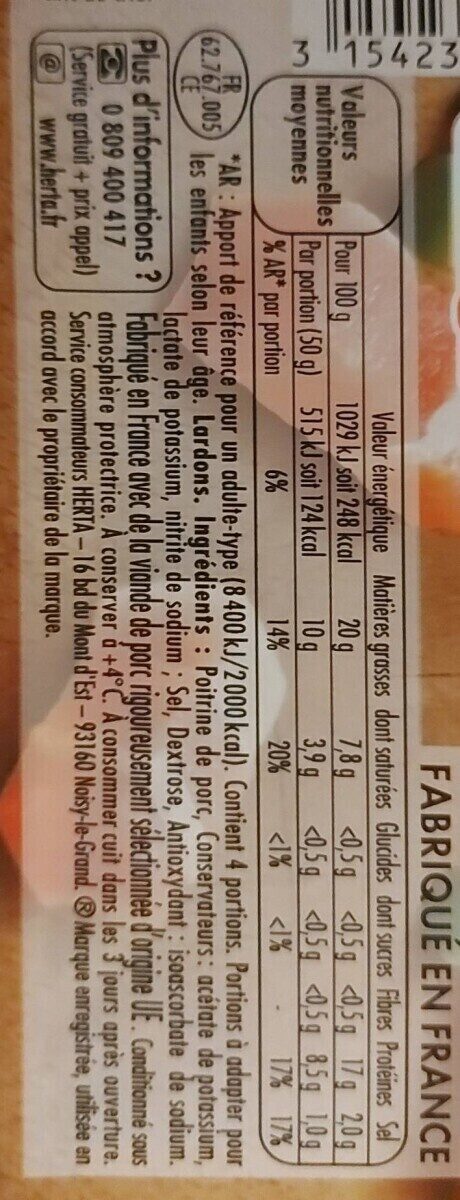 FABRIQUÉ EN FRANCE
3 15423
Valeurs nutritionnelles moyennes
Valeur énergétique Matières grasses dont saturées Glucides dont sucres Fibres Protéines Sel
Pour 100 g 1029 kJ soit 248 kcal 20 g 7,8 g <0,5 g <0,5 g <0,5 g 17 g 2,0 g
Par portion (50 g) 515 kJ soit 124 kcal 10 g 3,9 g <0,5 g <0,5 g <0,5 g 8,5 g 1,0 g
% AR* par portion 6% 14% 20% <1% <1% - 17% 17%
FR
62.767.005
CE
*AR : Apport de référence pour un adulte-type (8 400 kJ/2 000 kcal). Contient 4 portions. Portions à adapter pour
les enfants selon leur âge. Lardons. Ingrédients : Poitrine de porc, Conservateurs : acétate de potassium,
lactate de potassium, nitrite de sodium ; Sel, Dextrose, Antioxydant : isoascorbate de sodium.
Fabriqué en France avec de la viande de porc rigoureusement sélectionnée d'origine UE. Conditionné sous
atmosphère protectrice. À conserver à +4°C. À consommer cuit dans les 3 jours après ouverture.
Service consommateurs HERTA – 16 bd du Mont d'Est – 93160 Noisy-le-Grand. ® Marque enregistrée, utilisée en
accord avec le propriétaire de la marque.
Plus d'informations ?
0 809 400 417
(Service gratuit + prix appel)
@ www.herta.fr